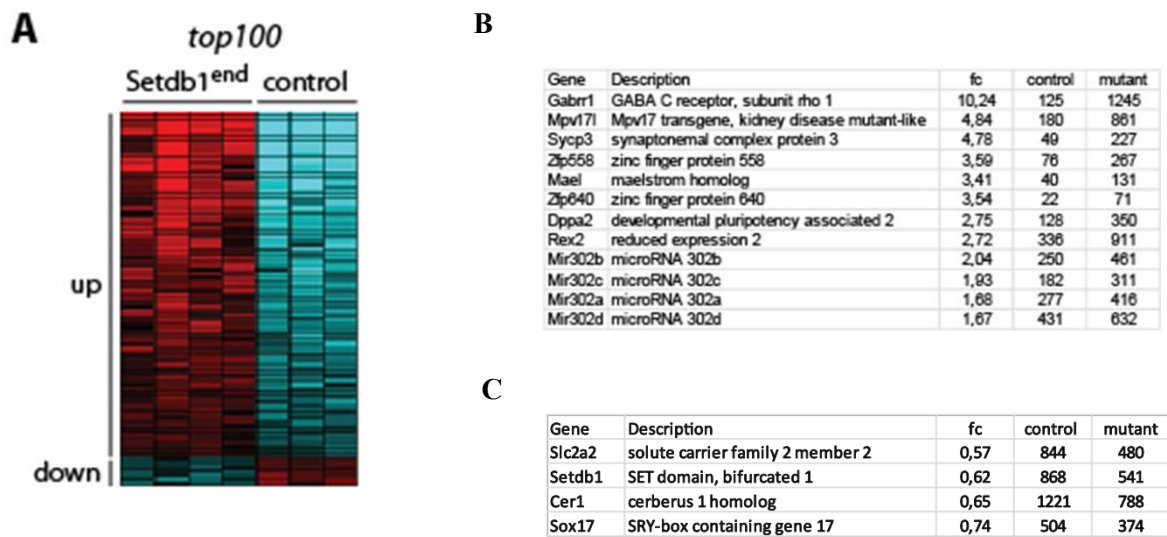 A
top100
Setdb1end control
up
down
B
Gene Description fc control mutant
Gabrr1 GABA C receptor, subunit rho 1 10,24 125 1245
Mpv17l Mpv17 transgene, kidney disease mutant-like 4,84 180 861
Sycp3 synaptonemal complex protein 3 4,78 49 227
Zfp558 zinc finger protein 558 3,59 76 267
Mael maelstrom homolog 3,41 40 131
Zfp640 zinc finger protein 640 3,54 22 71
Dppa2 developmental pluripotency associated 2 2,75 128 350
Rex2 reduced expression 2 2,72 336 911
Mir302b microRNA 302b 2,04 250 461
Mir302c microRNA 302c 1,93 182 311
Mir302a microRNA 302a 1,68 277 416
Mir302d microRNA 302d 1,67 431 632
C
Gene Description fc control mutant
Slc2a2 solute carrier family 2 member 2 0,57 844 480
Setdb1 SET domain, bifurcated 1 0,62 868 541
Cer1 cerberus 1 homolog 0,65 1221 788
Sox17 SRY-box containing gene 17 0,74 504 374